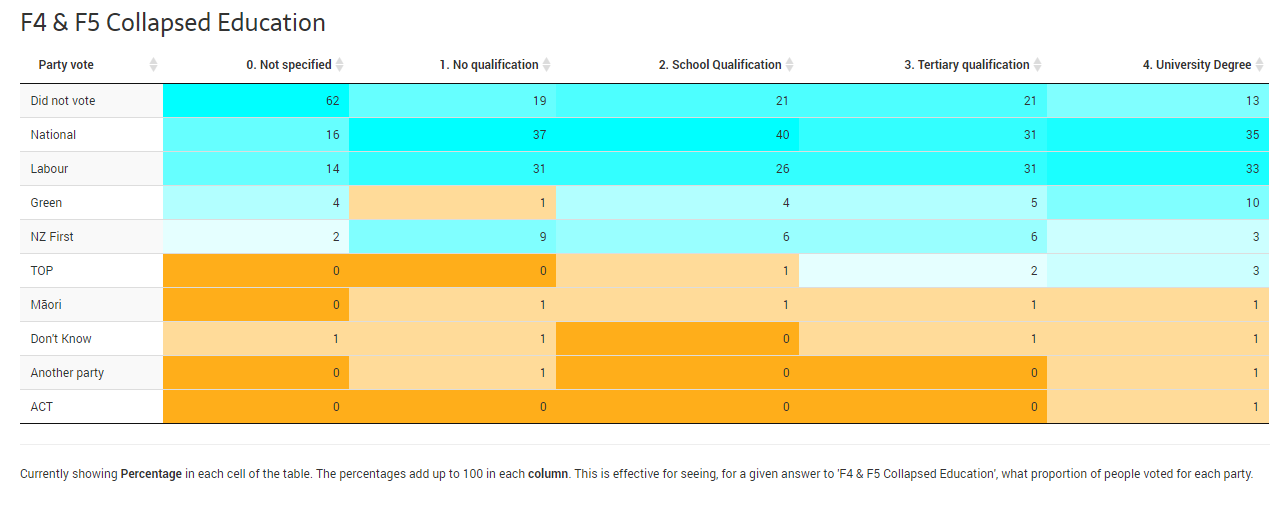 F4 & F5 Collapsed Education
Party vote 0. Not specified 1. No qualification 2. School Qualification 3. Tertiary qualification 4. University Degree
Did not vote 62 19 21 21 13
National 16 37 40 31 35
Labour 14 31 26 31 33
Green 4 1 4 5 10
NZ First 2 9 6 6 3
TOP 0 0 1 2 3
Māori 0 1 1 1 1
Don't Know 1 1 0 1 1
Another party 0 1 0 0 1
ACT 0 0 0 0 1
Currently showing Percentage in each cell of the table. The percentages add up to 100 in each column. This is effective for seeing, for a given answer to 'F4 & F5 Collapsed Education', what proportion of people voted for each party.